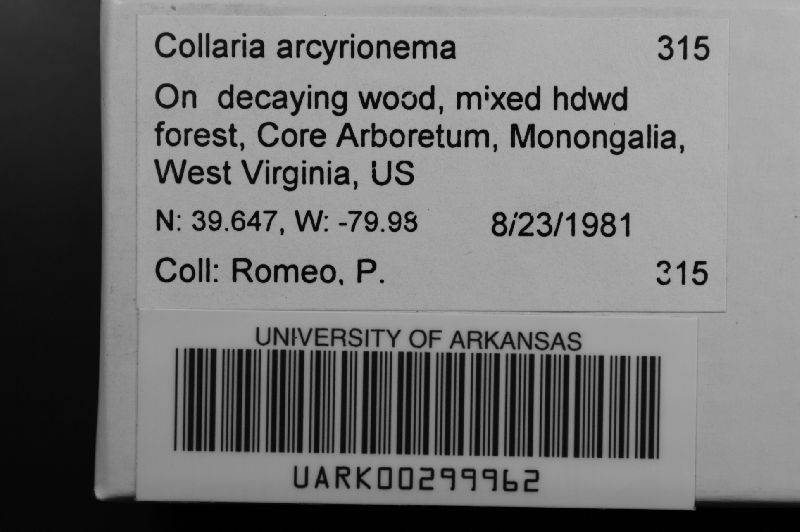 Collaria arcyrionema 315
On decaying wood, mixed hdwd
forest, Core Arboretum, Monongalia,
West Virginia, US
N: 39.647, W: -79.98 8/23/1981
Coll: Romeo, P. 315
UNIVERSITY OF ARKANSAS
UARK00299962